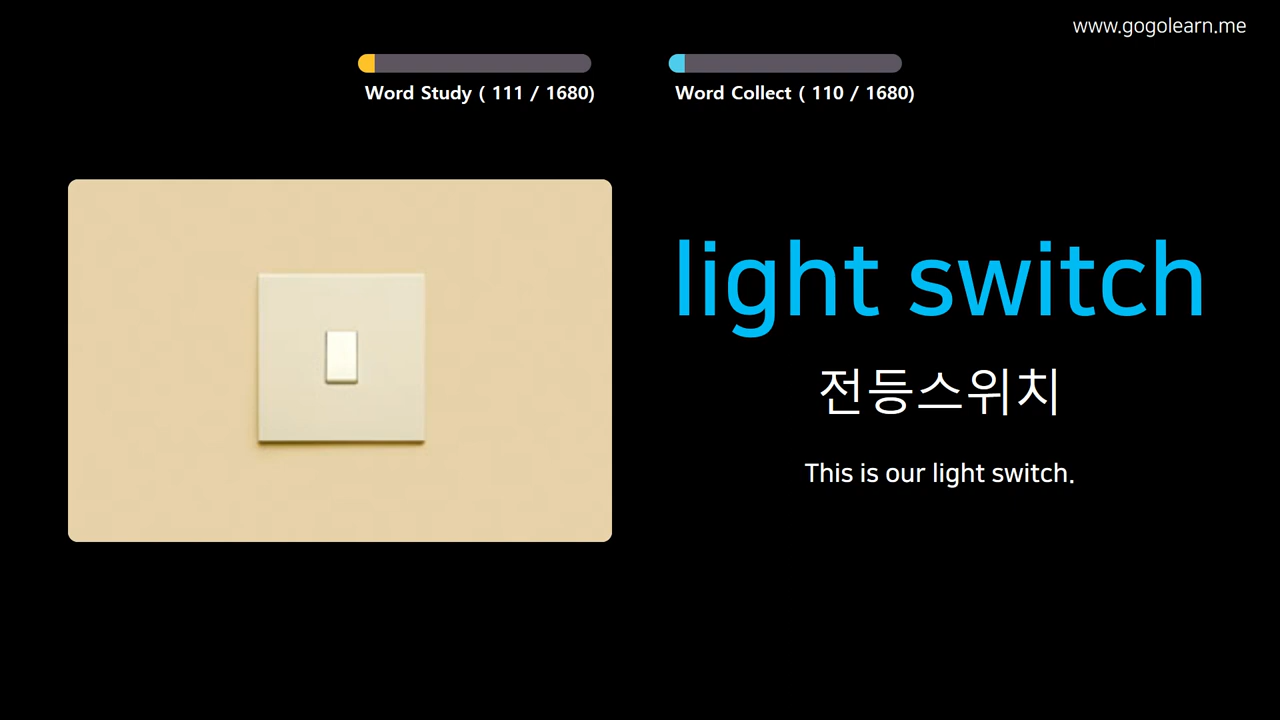 www.gogolearn.me
Word Study ( 111 / 1680)
Word Collect ( 110 / 1680)
light switch
전등스위치
This is our light switch.